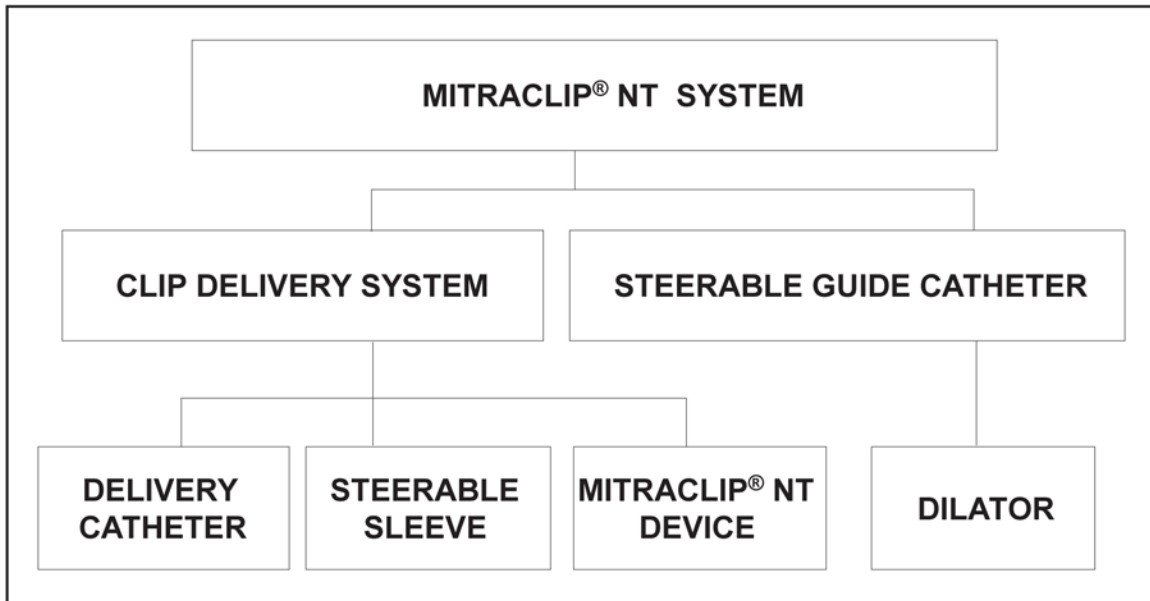 MITRACLIP® NT SYSTEM
CLIP DELIVERY SYSTEM
STEERABLE GUIDE CATHETER
DELIVERY
CATHETER
STEERABLE
SLEEVE
MITRACLIP® NT
DEVICE
DILATOR